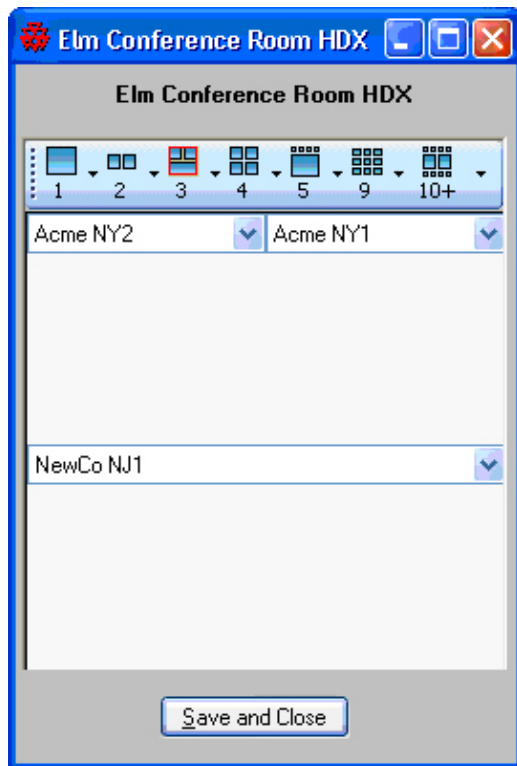 Elm Conference Room HDX
Elm Conference Room HDX
1 2 3 4 5 9 10+
Acme NY2 Acme NY1
NewCo NJ1
Save and Close